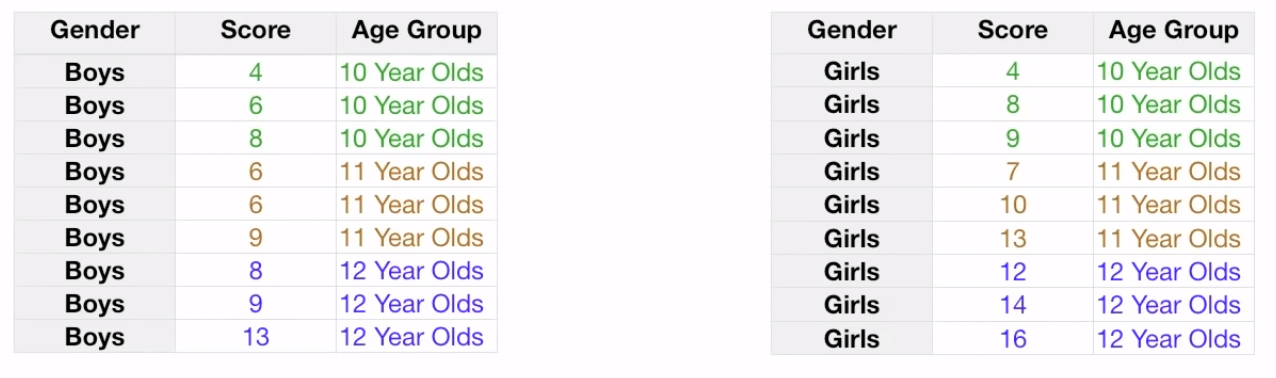 Gender Score Age Group
Boys 4 10 Year Olds
Boys 6 10 Year Olds
Boys 8 10 Year Olds
Boys 6 11 Year Olds
Boys 6 11 Year Olds
Boys 9 11 Year Olds
Boys 8 12 Year Olds
Boys 9 12 Year Olds
Boys 13 12 Year Olds
Gender Score Age Group
Girls 4 10 Year Olds
Girls 8 10 Year Olds
Girls 9 10 Year Olds
Girls 7 11 Year Olds
Girls 10 11 Year Olds
Girls 13 11 Year Olds
Girls 12 12 Year Olds
Girls 14 12 Year Olds
Girls 16 12 Year Olds